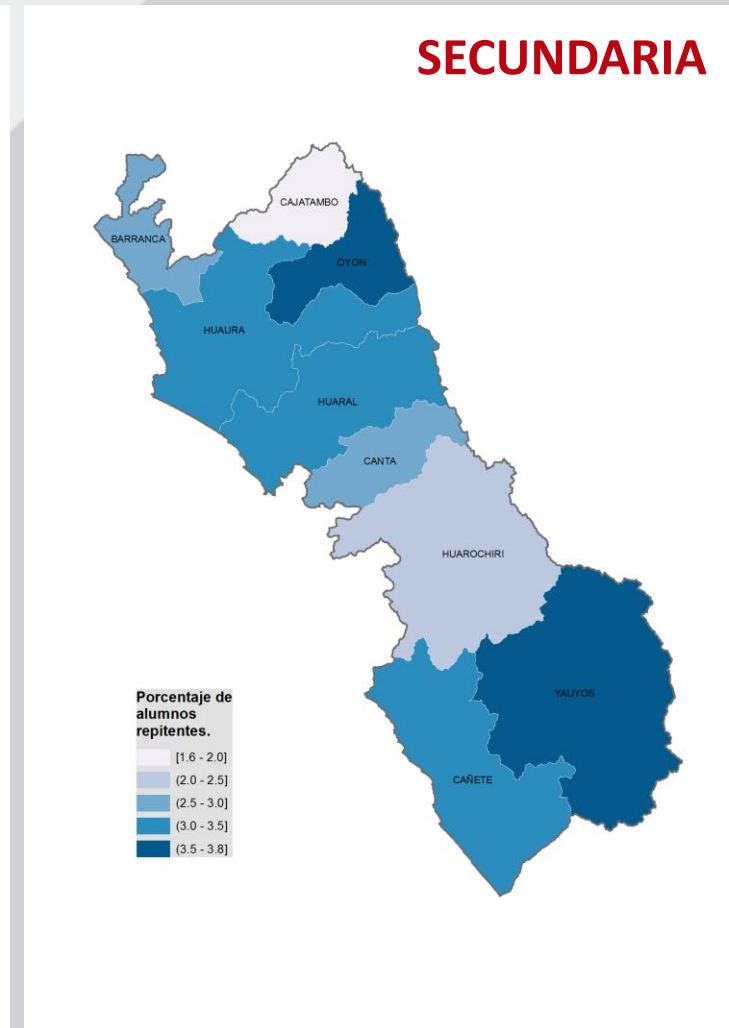 SECUNDARIA
CAJATAMBO
BARRANCA
OYON
HUAURA
HUARAL
CANTA
HUAROCHIRI
YAUYOS
CAÑETE
Porcentaje de
alumnos
repitentes.
[1.6 - 2.0]
(2.0 - 2.5]
(2.5 - 3.0]
(3.0 - 3.5]
(3.5 - 3.8]